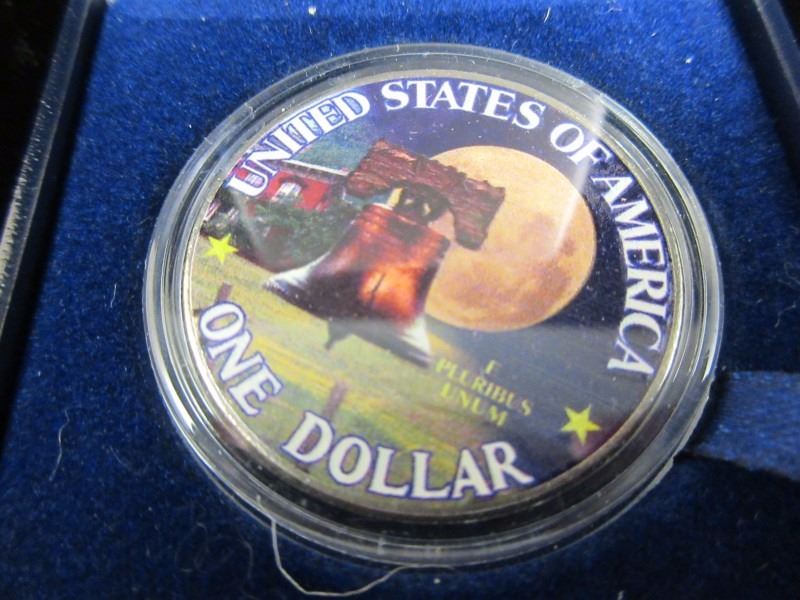 UNITED STATES OF AMERICA
E
PLURIBUS
UNUM
ONE DOLLAR